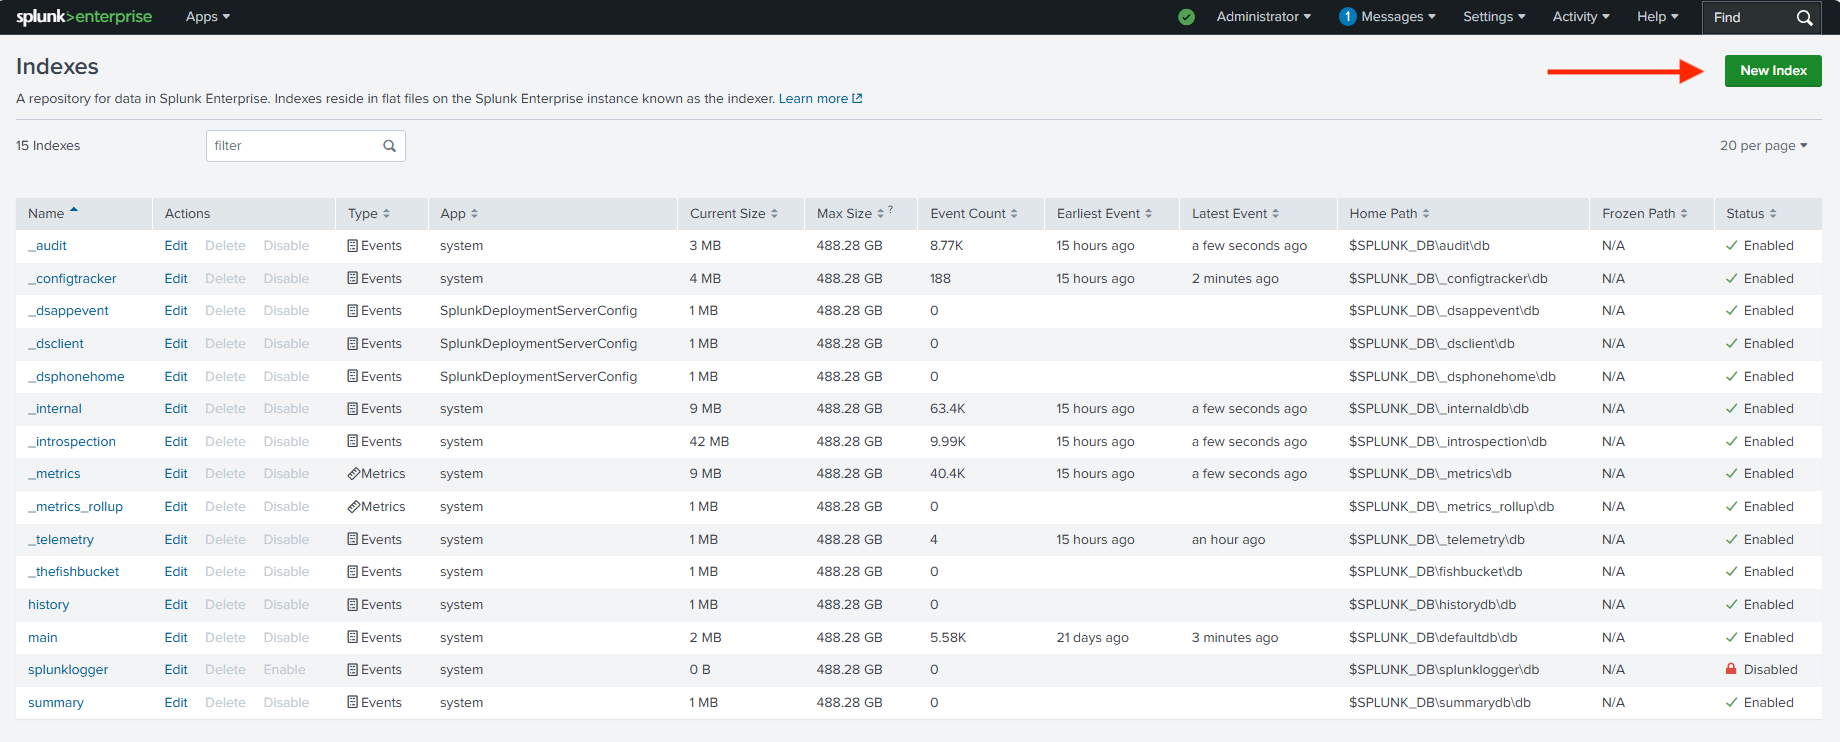 splunk>enterprise Apps Administrator 1 Messages Settings Activity Help Find
Indexes
New Index
A repository for data in Splunk Enterprise. Indexes reside in flat files on the Splunk Enterprise instance known as the indexer. Learn more
15 Indexes filter 20 per page
Name Actions Type App Current Size Max Size ? Event Count Earliest Event Latest Event Home Path Frozen Path Status
_audit Edit Delete Disable Events system 3 MB 488.28 GB 8.77K 15 hours ago a few seconds ago $SPLUNK_DB\audit\db N/A Enabled
_configtracker Edit Delete Disable Events system 4 MB 488.28 GB 188 15 hours ago 2 minutes ago $SPLUNK_DB\_configtracker\db N/A Enabled
_dsappevent Edit Delete Disable Events SplunkDeploymentServerConfig 1 MB 488.28 GB 0 $SPLUNK_DB\_dsappevent\db N/A Enabled
_dsclient Edit Delete Disable Events SplunkDeploymentServerConfig 1 MB 488.28 GB 0 $SPLUNK_DB\_dsclient\db N/A Enabled
_dsphonehome Edit Delete Disable Events SplunkDeploymentServerConfig 1 MB 488.28 GB 0 $SPLUNK_DB\_dsphonehome\db N/A Enabled
_internal Edit Delete Disable Events system 9 MB 488.28 GB 63.4K 15 hours ago a few seconds ago $SPLUNK_DB\_internaldb\db N/A Enabled
_introspection Edit Delete Disable Events system 42 MB 488.28 GB 9.99K 15 hours ago a few seconds ago $SPLUNK_DB\_introspection\db N/A Enabled
_metrics Edit Delete Disable Metrics system 9 MB 488.28 GB 40.4K 15 hours ago a few seconds ago $SPLUNK_DB\_metrics\db N/A Enabled
_metrics_rollup Edit Delete Disable Metrics system 1 MB 488.28 GB 0 $SPLUNK_DB\_metrics_rollup\db N/A Enabled
_telemetry Edit Delete Disable Events system 1 MB 488.28 GB 4 15 hours ago an hour ago $SPLUNK_DB\_telemetry\db N/A Enabled
_thefishbucket Edit Delete Disable Events system 1 MB 488.28 GB 0 $SPLUNK_DB\fishbucket\db N/A Enabled
history Edit Delete Disable Events system 1 MB 488.28 GB 0 $SPLUNK_DB\historydb\db N/A Enabled
main Edit Delete Disable Events system 2 MB 488.28 GB 5.58K 21 days ago 3 minutes ago $SPLUNK_DB\defaultdb\db N/A Enabled
splunklogger Edit Delete Enable Events system 0 B 488.28 GB 0 $SPLUNK_DB\splunklogger\db N/A Disabled
summary Edit Delete Disable Events system 1 MB 488.28 GB 0 $SPLUNK_DB\summarydb\db N/A Enabled